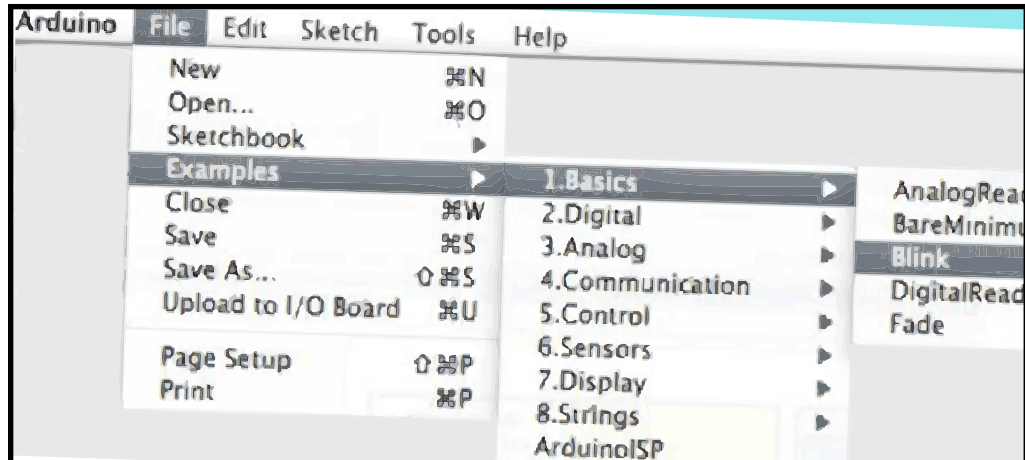 Arduino File Edit Sketch Tools Help
New ⌘N
Open... ⌘O
Sketchbook
Examples
Close ⌘W
Save ⌘S
Save As... ⇧⌘S
Upload to I/O Board ⌘U
Page Setup ⇧⌘P
Print ⌘P
1.Basics
2.Digital
3.Analog
4.Communication
5.Control
6.Sensors
7.Display
8.Strings
ArduinoISP
AnalogRea
BareMinim
Blink
DigitalRead
Fade